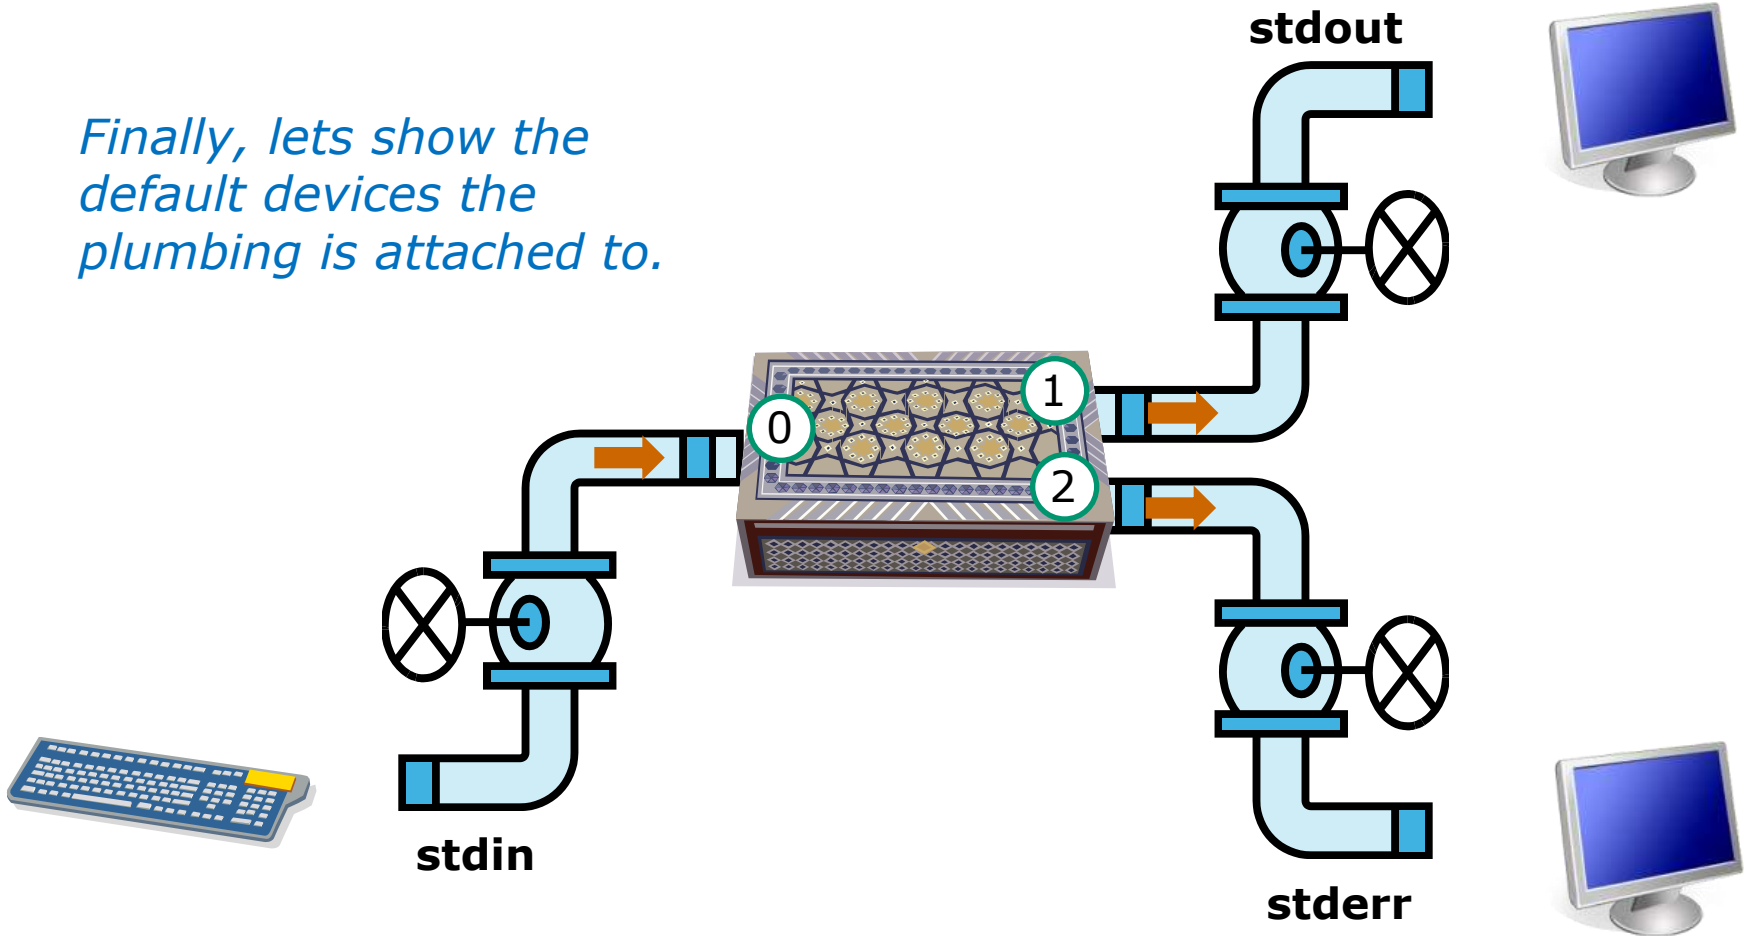 stdout
Finally, lets show the
default devices the
plumbing is attached to.
1
0
2
stdin
stderr